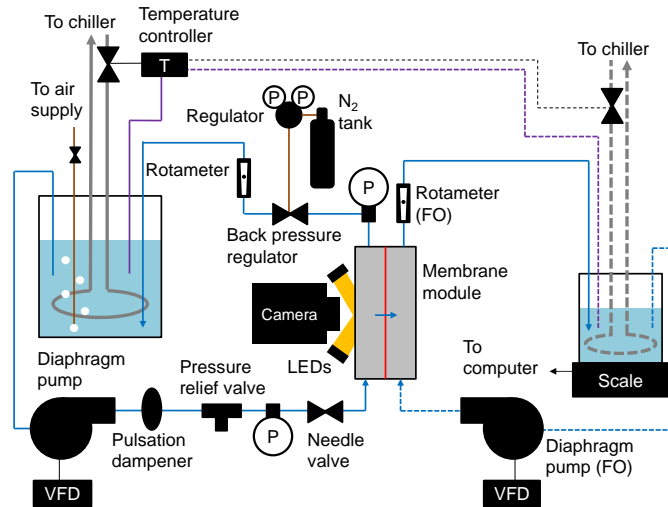 To chiller
Temperature
controller
T
To chiller
To air
supply
P
P
Regulator
N2
tank
Rotameter
P
Rotameter
(FO)
Back pressure
regulator
Membrane
module
Camera
LEDs
Diaphragm
pump
Pressure
relief valve
To
computer
Scale
Pulsation
dampener
P
Needle
valve
Diaphragm
pump (FO)
VFD
VFD